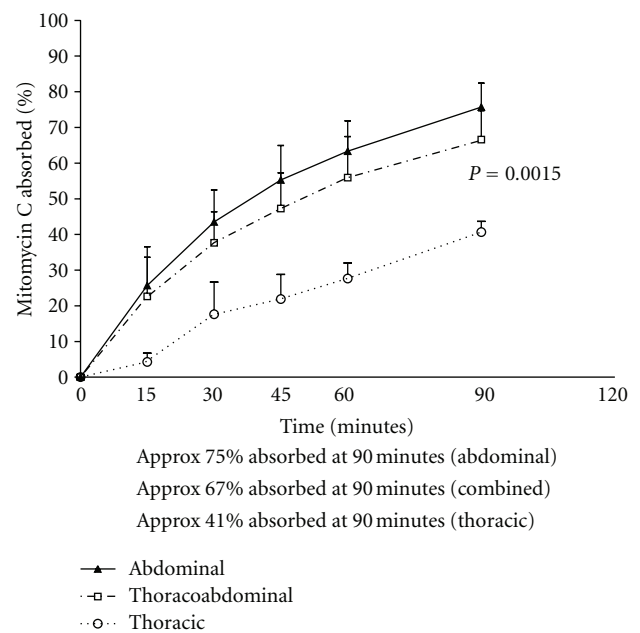 100
90
80
70
60
50
40
30
20
10
0
Mitomycin C absorbed (%)
P = 0.0015
0 15 30 45 60 90 120
Time (minutes)
Approx 75% absorbed at 90 minutes (abdominal)
Approx 67% absorbed at 90 minutes (combined)
Approx 41% absorbed at 90 minutes (thoracic)
Abdominal
Thoracoabdominal
Thoracic